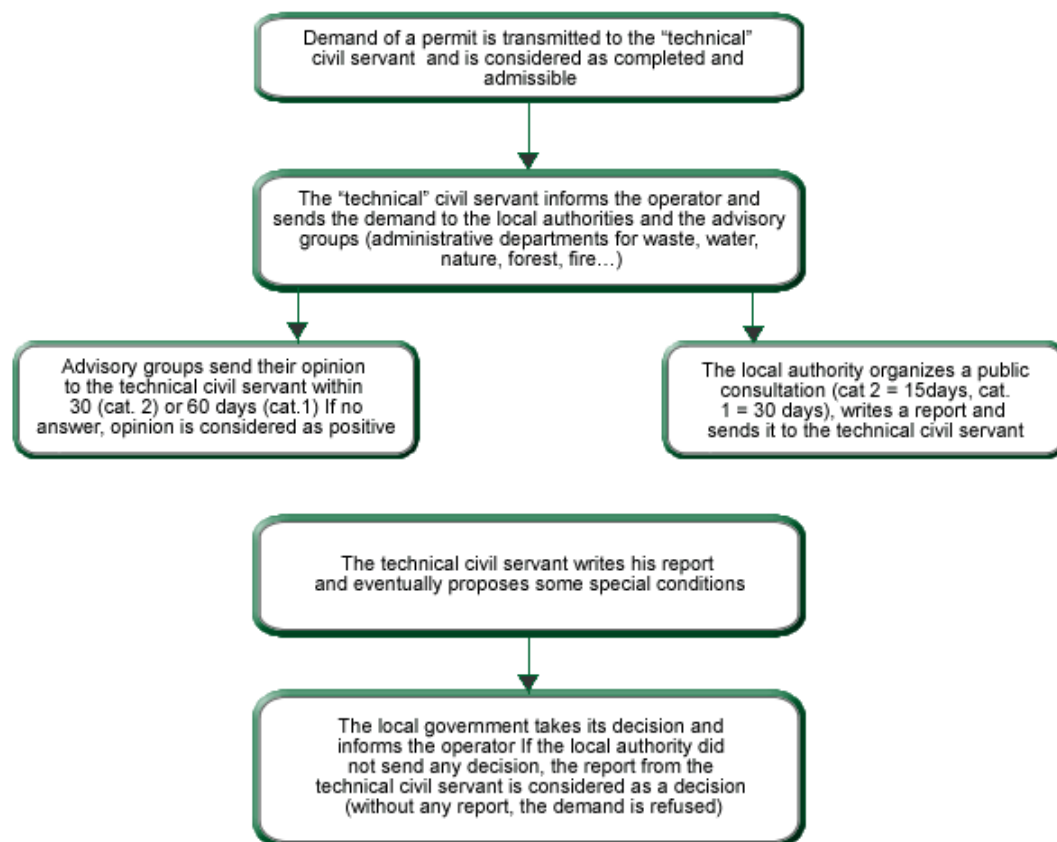 Demand of a permit is transmitted to the “technical”
civil servant and is considered as completed and
admissible
The “technical” civil servant informs the operator and
sends the demand to the local authorities and the advisory
groups (administrative departments for waste, water,
nature, forest, fire…)
Advisory groups send their opinion
to the technical civil servant within
30 (cat. 2) or 60 days (cat.1) If no
answer, opinion is considered as positive
The local authority organizes a public
consultation (cat 2 = 15days, cat.
1 = 30 days), writes a report and
sends it to the technical civil servant
The technical civil servant writes his report
and eventually proposes some special conditions
The local government takes its decision and
informs the operator If the local authority did
not send any decision, the report from the
technical civil servant is considered as a decision
(without any report, the demand is refused)